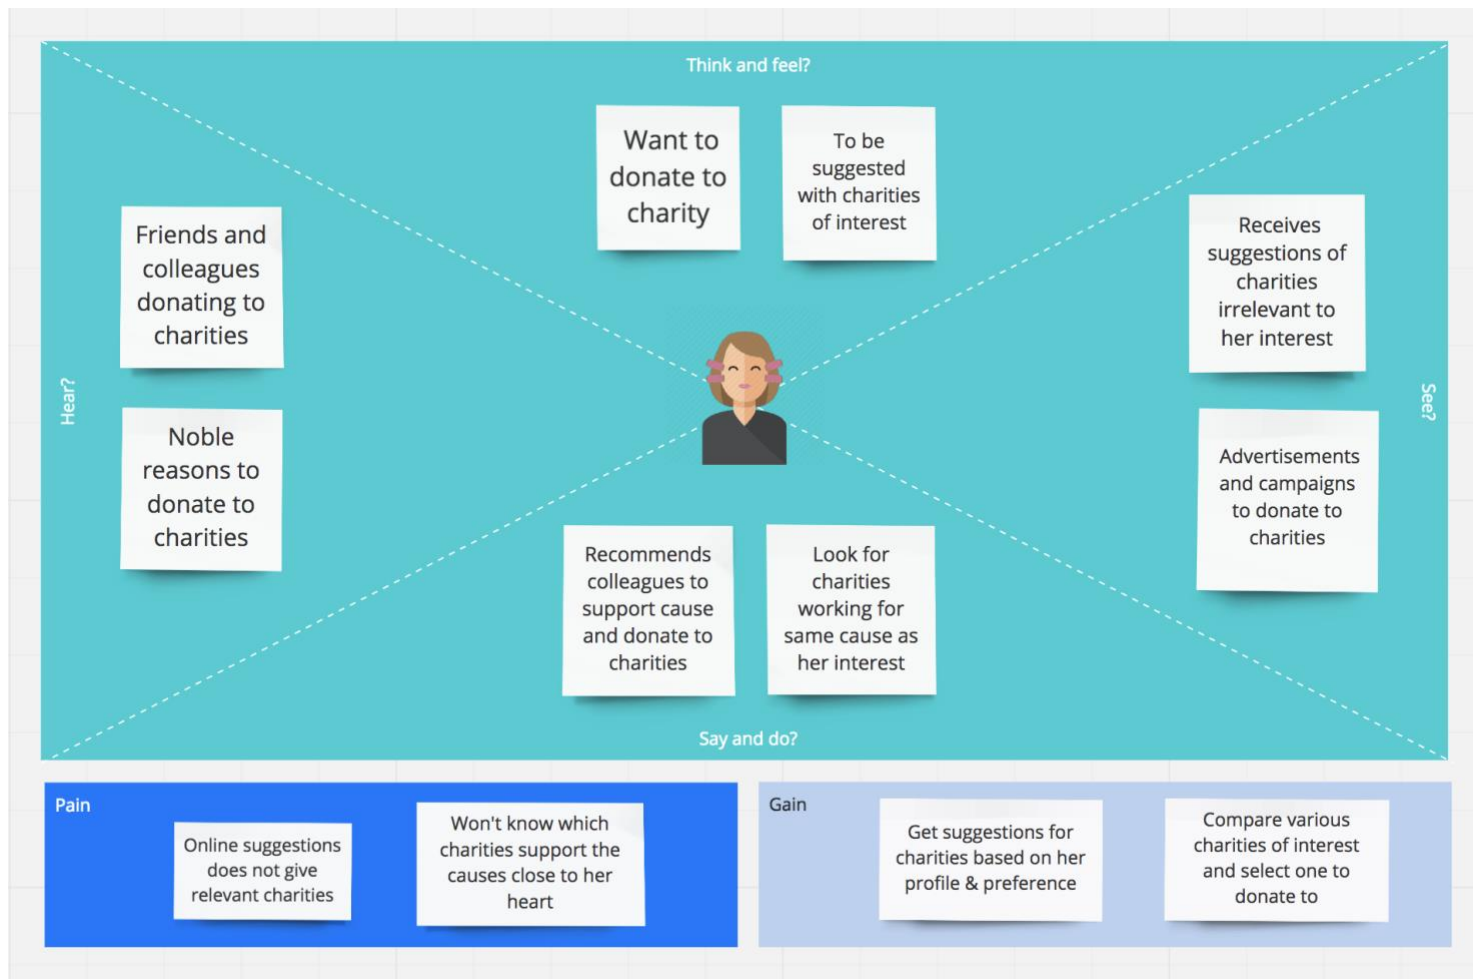 Think and feel?
Want to
donate to
charity
To be
suggested
with charities
of interest
Hear?
Friends and
colleagues
donating to
charities
Noble
reasons to
donate to
charities
See?
Receives
suggestions of
charities
irrelevant to
her interest
Advertisements
and campaigns
to donate to
charities
Recommends
colleagues to
support cause
and donate to
charities
Look for
charities
working for
same cause as
her interest
Say and do?
Pain
Online suggestions
does not give
relevant charities
Won't know which
charities support the
causes close to her
heart
Gain
Get suggestions for
charities based on her
profile & preference
Compare various
charities of interest
and select one to
donate to